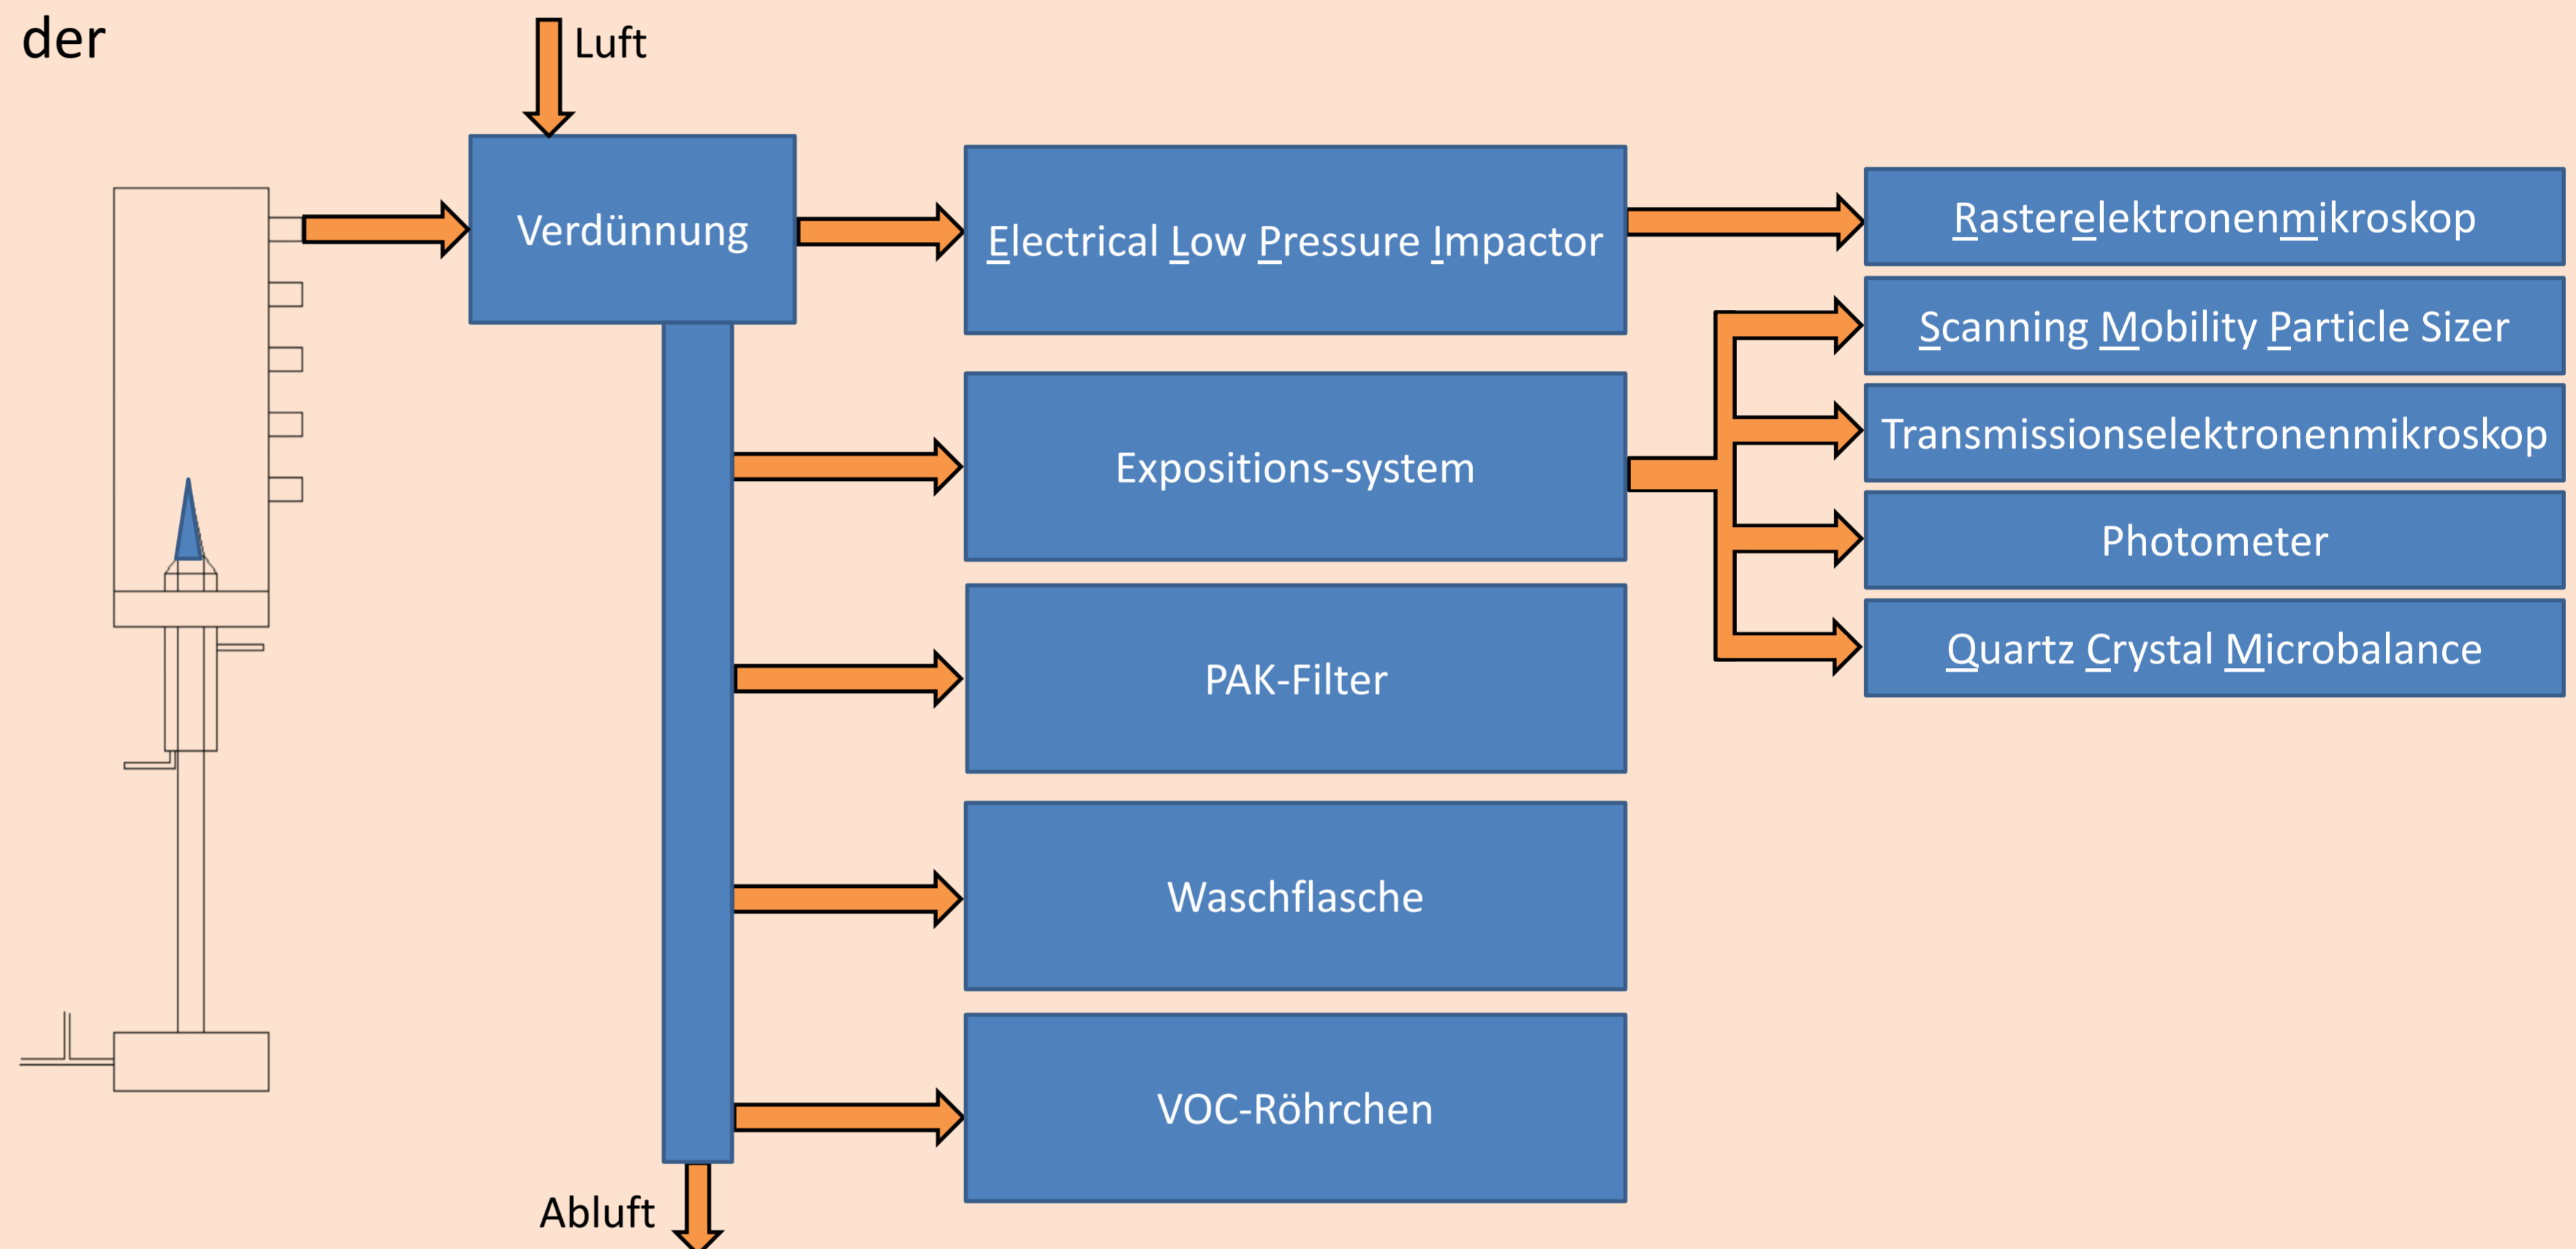 der
Luft
Verdünnung
Electrical Low Pressure Impactor
Rasterelektronenmikroskop
Scanning Mobility Particle Sizer
Expositions-system
Transmissionselektronenmikroskop
Photometer
Quartz Crystal Microbalance
PAK-Filter
Waschflasche
VOC-Röhrchen
Abluft